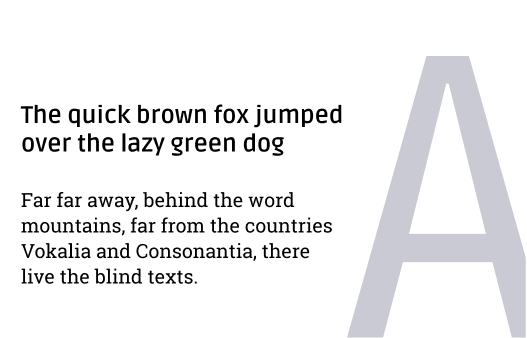 The quick brown fox jumped
over the lazy green dog
Far far away, behind the word
mountains, far from the countries
Vokalia and Consonantia, there
live the blind texts.
A